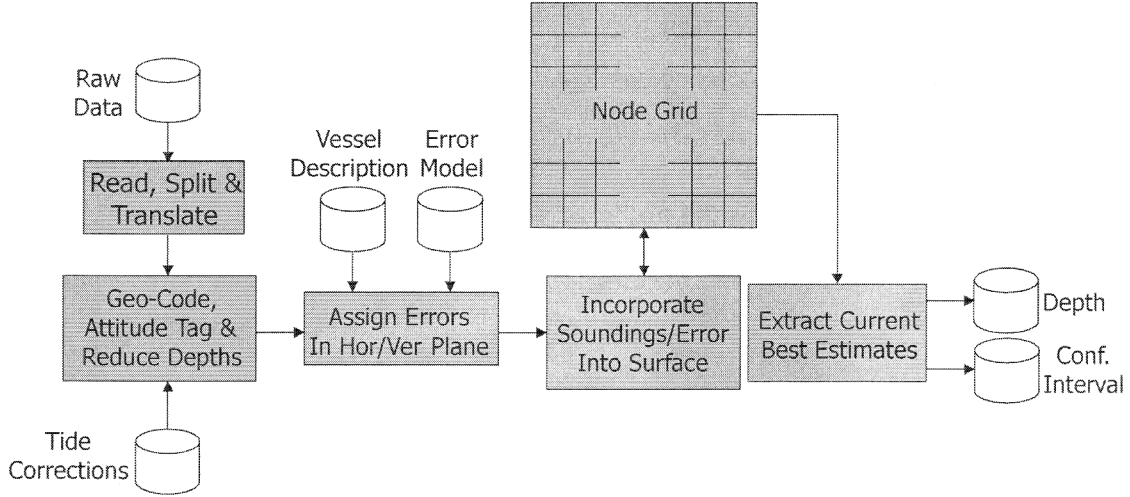 Raw
Data
Read, Split &
Translate
Geo-Code,
Attitude Tag &
Reduce Depths
Tide
Corrections
Vessel
Description
Error
Model
Assign Errors
In Hor/Ver Plane
Node Grid
Incorporate
Soundings/Error
Into Surface
Extract Current
Best Estimates
Depth
Conf.
Interval